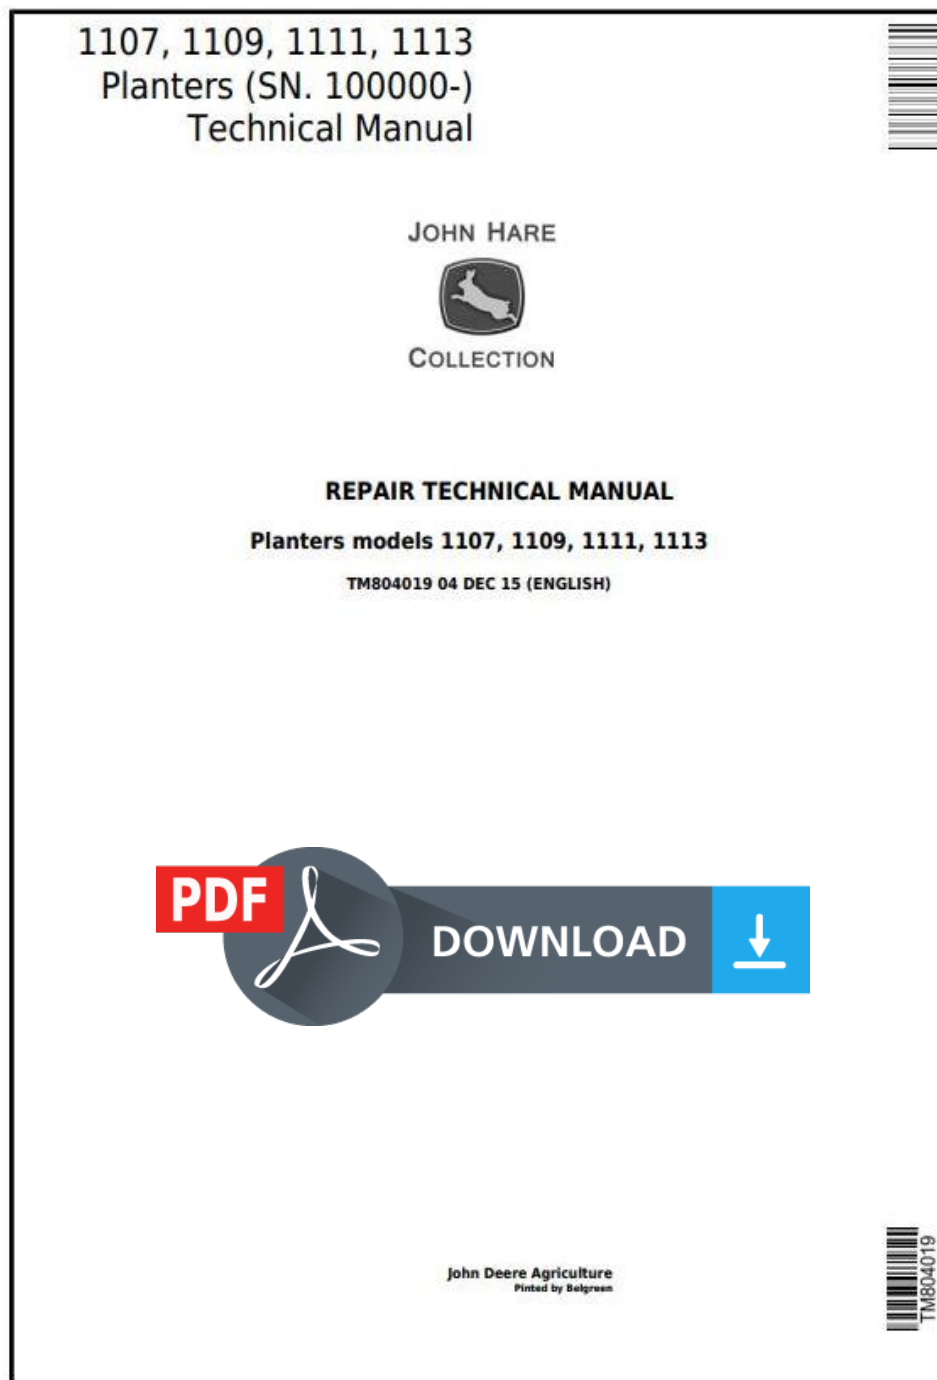 1107, 1109, 1111, 1113
Planters (SN. 100000-)
Technical Manual
JOHN HARE
COLLECTION
REPAIR TECHNICAL MANUAL
Planters models 1107, 1109, 1111, 1113
TM804019 04 DEC 15 (ENGLISH)
PDF
DOWNLOAD
John Deere Agriculture
Pinted by Belgreen
TM804019